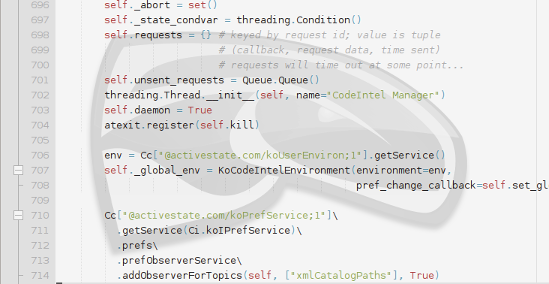 696 self._abort = set()
697 self._state_condvar = threading.Condition()
698 self.requests = {} # keyed by request id; value is tuple
699 # (callback, request_data, time sent)
700 # requests will time out at some point...
701 self.unsent_requests = Queue.Queue()
702 threading.Thread.__init__(self, name="CodeIntel Manager")
703 self.daemon = True
704 atexit.register(self.kill)
705
706 env = Cc["@activestate.com/koUserEnviron;1"].getService()
707 self._global_env = KoCodeIntelEnvironment(environment=env,
708 pref_change_callback=self.set_gl
709
710 Cc["@activestate.com/koPrefService;1"]\
711 .getService(Ci.koIPrefService)\
712 .prefs\
713 .prefObserverService\
714 .addObserverForTopics(self, ["xmlCatalogPaths"], True)